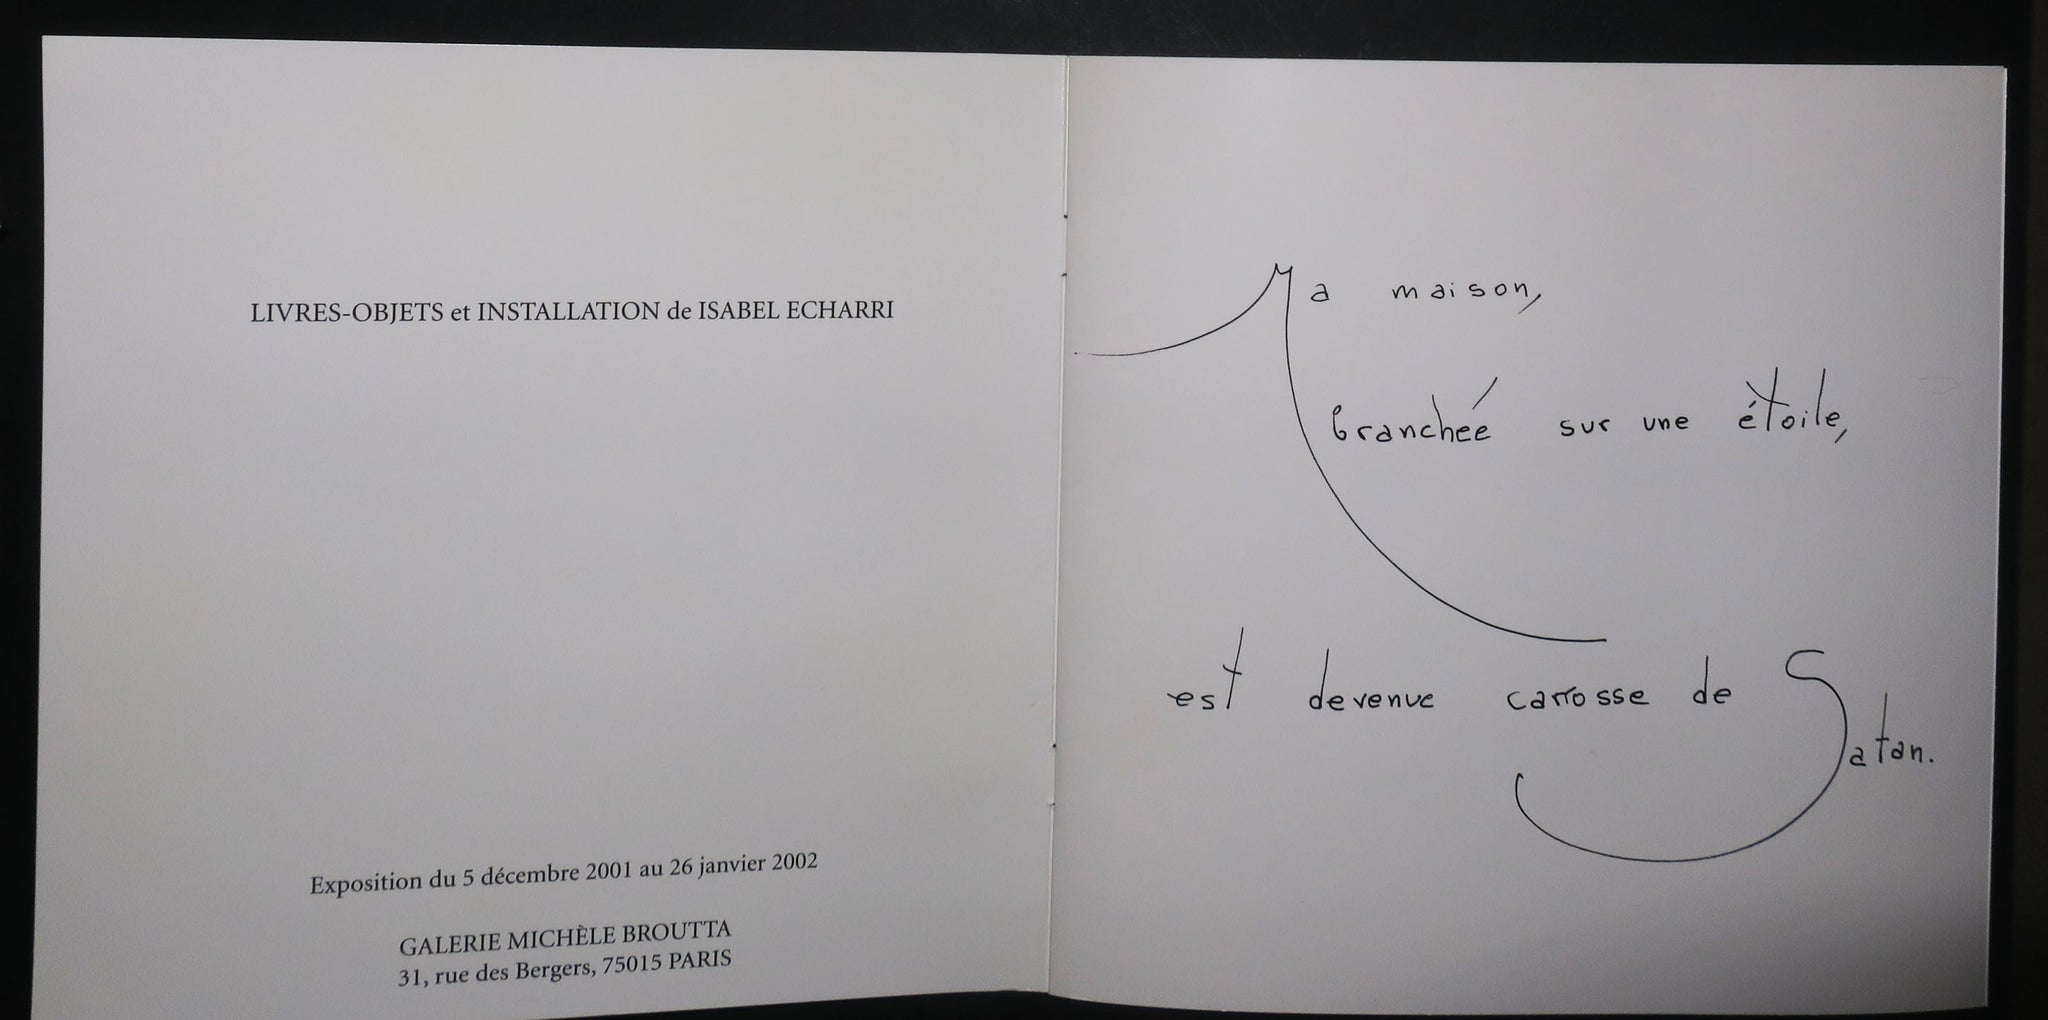 LIVRES-OBJETS et INSTALLATION de ISABEL ECHARRI
Exposition du 5 décembre 2001 au 26 janvier 2002
GALERIE MICHÈLE BROUTTA
31, rue des Bergers, 75015 PARIS
Ma maison,
branchée sur une étoile,
est devenue carrosse de Satan.